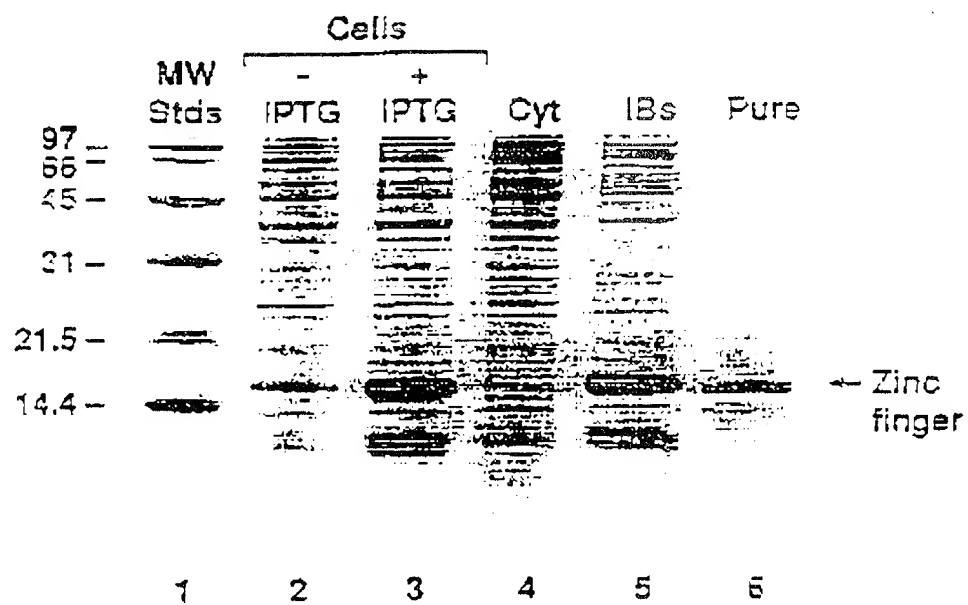 Cells
MW Stds
- IPTG
+ IPTG
Cyt
IBs
Pure
97 –
66 –
45 –
31 –
21.5 –
14.4 –
← Zinc finger
1 2 3 4 5 6